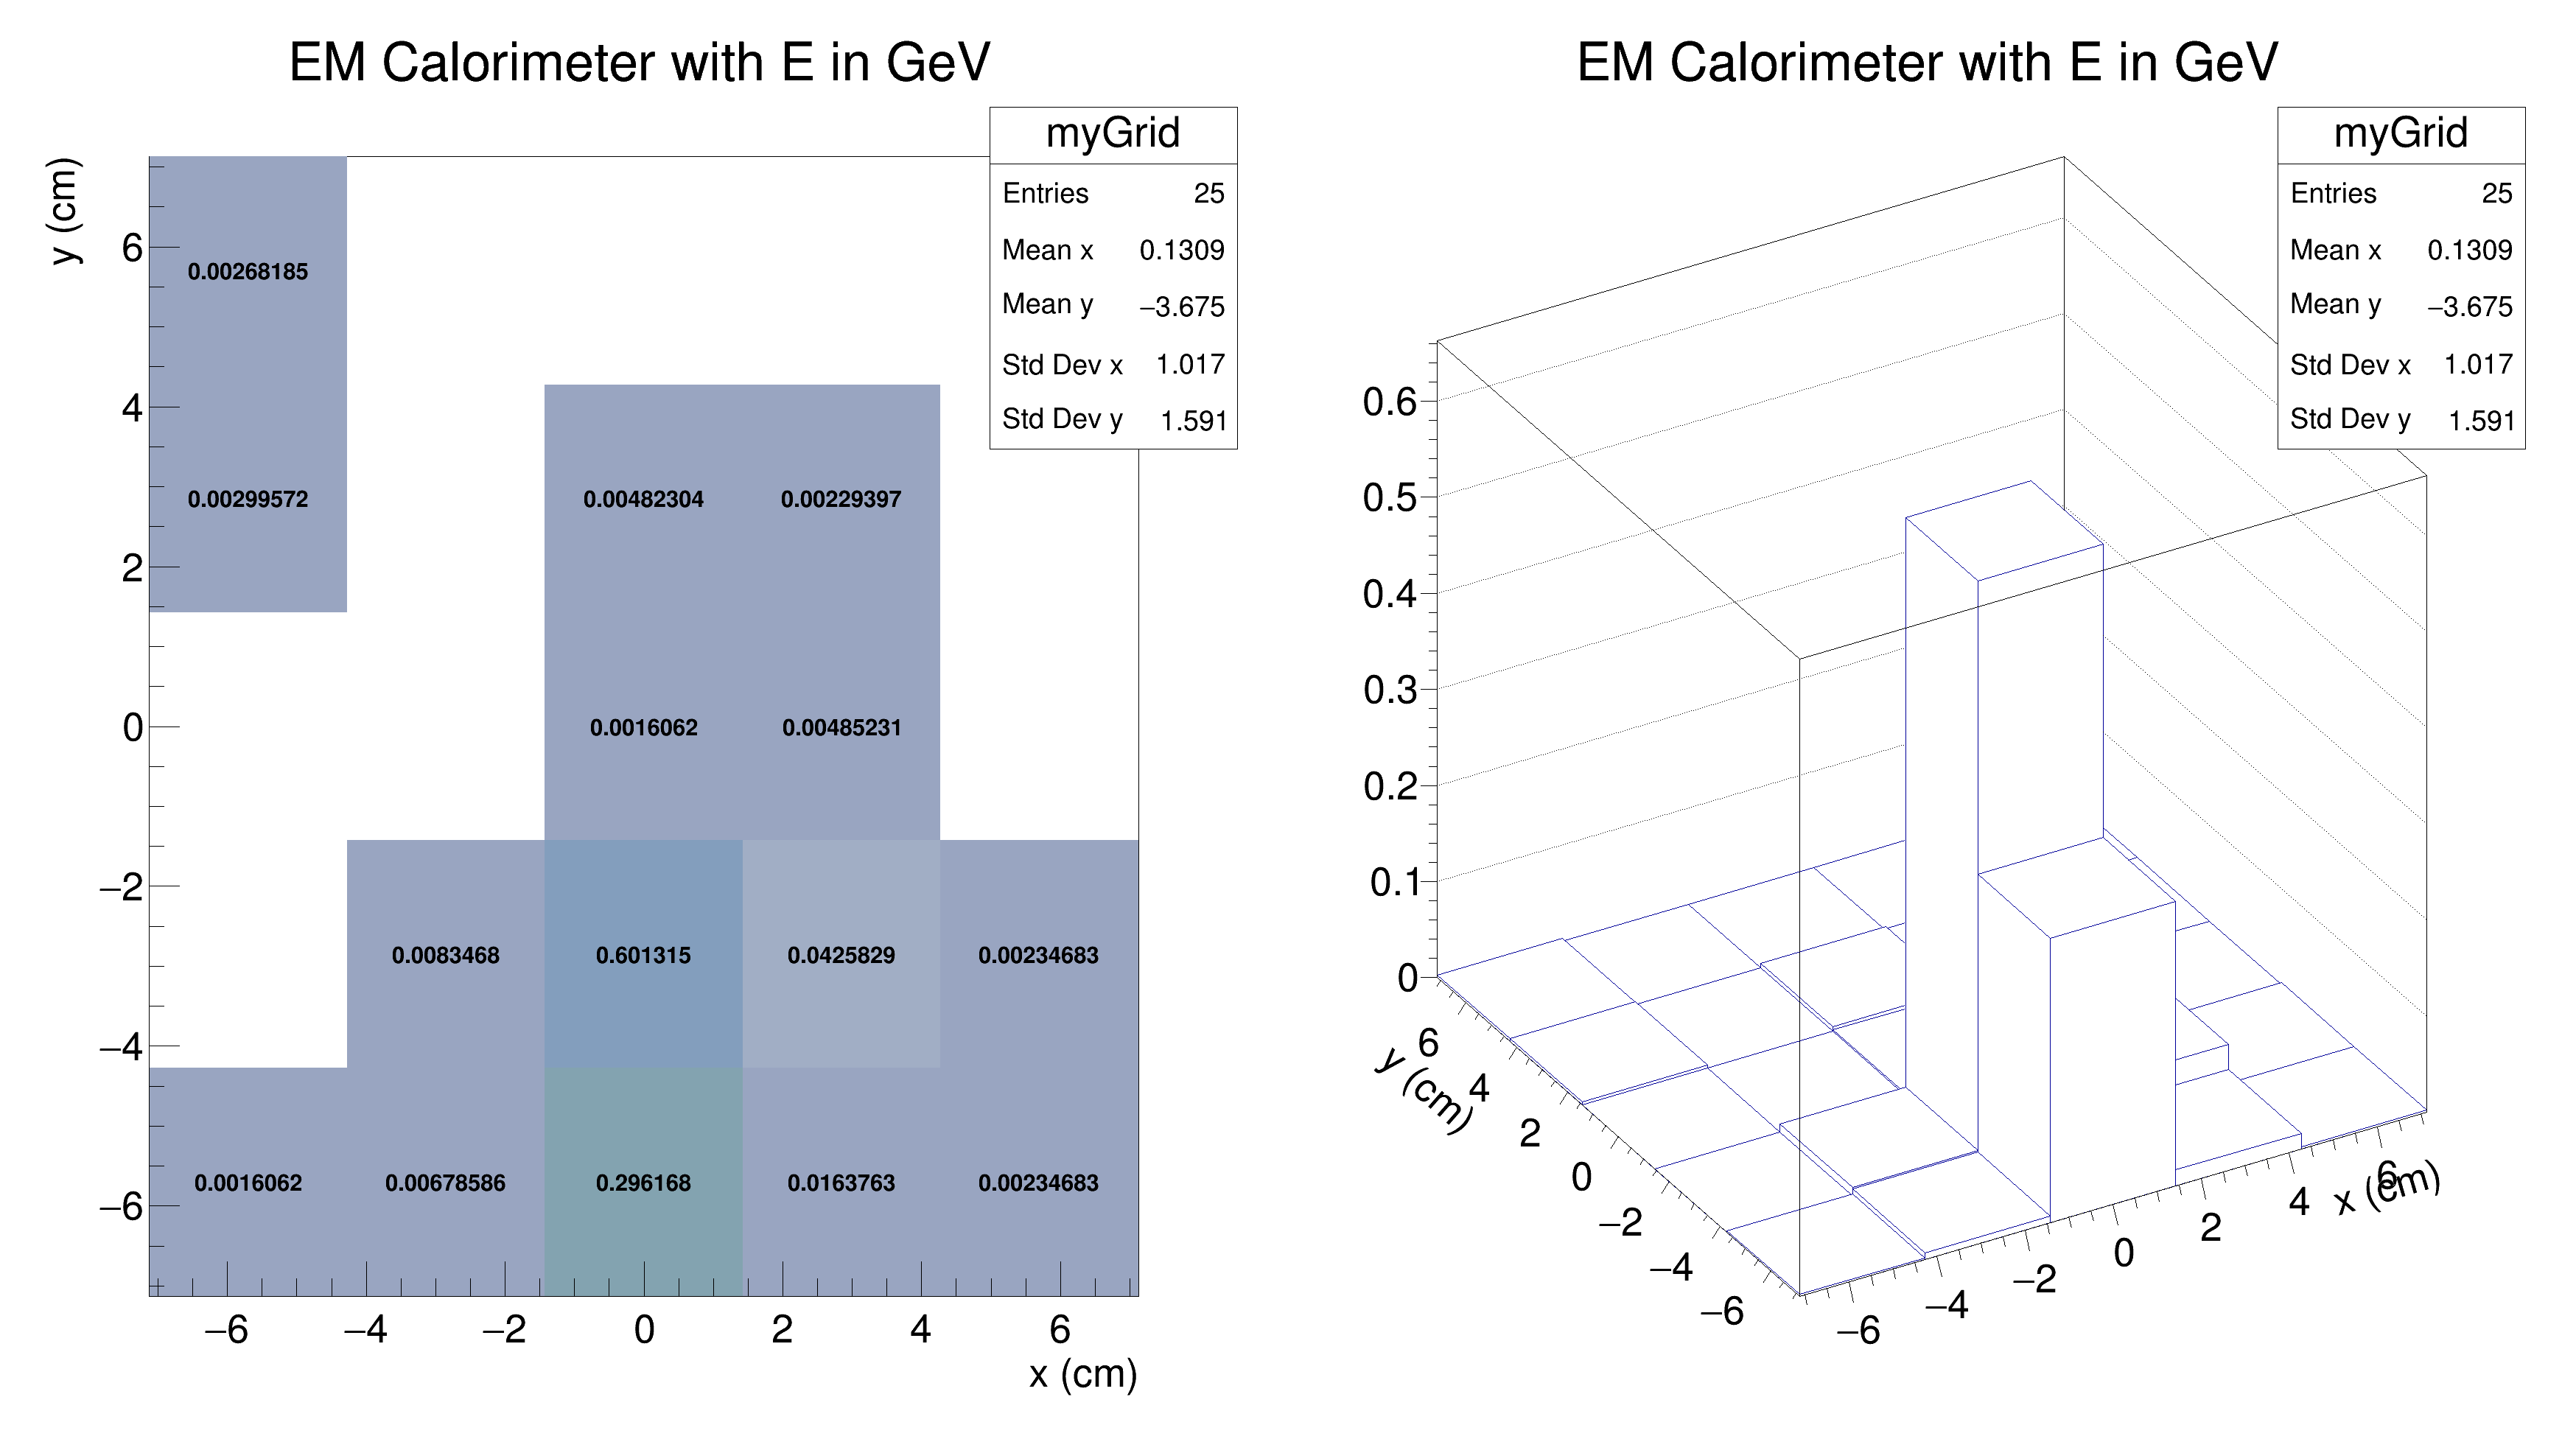 EM Calorimeter with E in GeV
myGrid
Entries 25
Mean x 0.1309
Mean y −3.675
Std Dev x 1.017
Std Dev y 1.591
y (cm)
6
4
2
0
−2
−4
−6
0.00268185
0.00299572 0.00482304 0.00229397
0.0016062 0.00485231
0.0083468 0.601315 0.0425829 0.00234683
0.0016062 0.00678586 0.296168 0.0163763 0.00234683
−6 −4 −2 0 2 4 6
x (cm)
EM Calorimeter with E in GeV
myGrid
Entries 25
Mean x 0.1309
Mean y −3.675
Std Dev x 1.017
Std Dev y 1.591
0.6
0.5
0.4
0.3
0.2
0.1
0
6
4
2
0
−2
−4
−6
y (cm)
−6 −4 −2 0 2 4 6
x (cm)